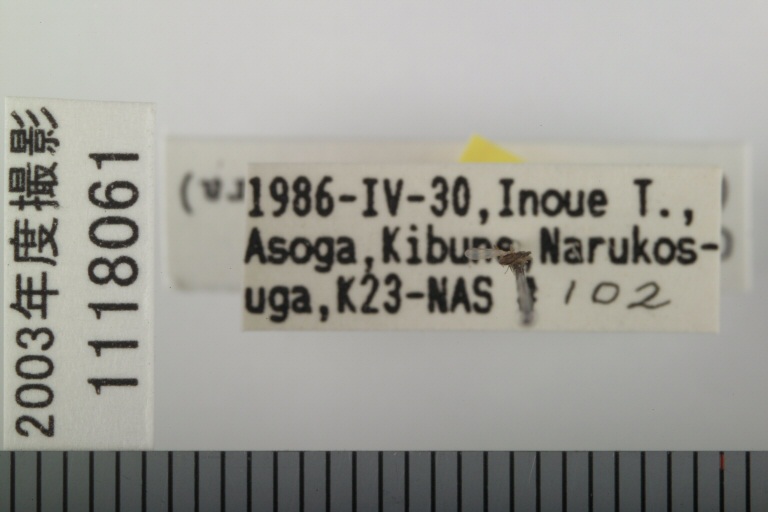 2003年度撮影
1118061
1986-IV-30,Inoue T.,
Asoga,Kibune,Narukos-
uga,K23-NAS 102